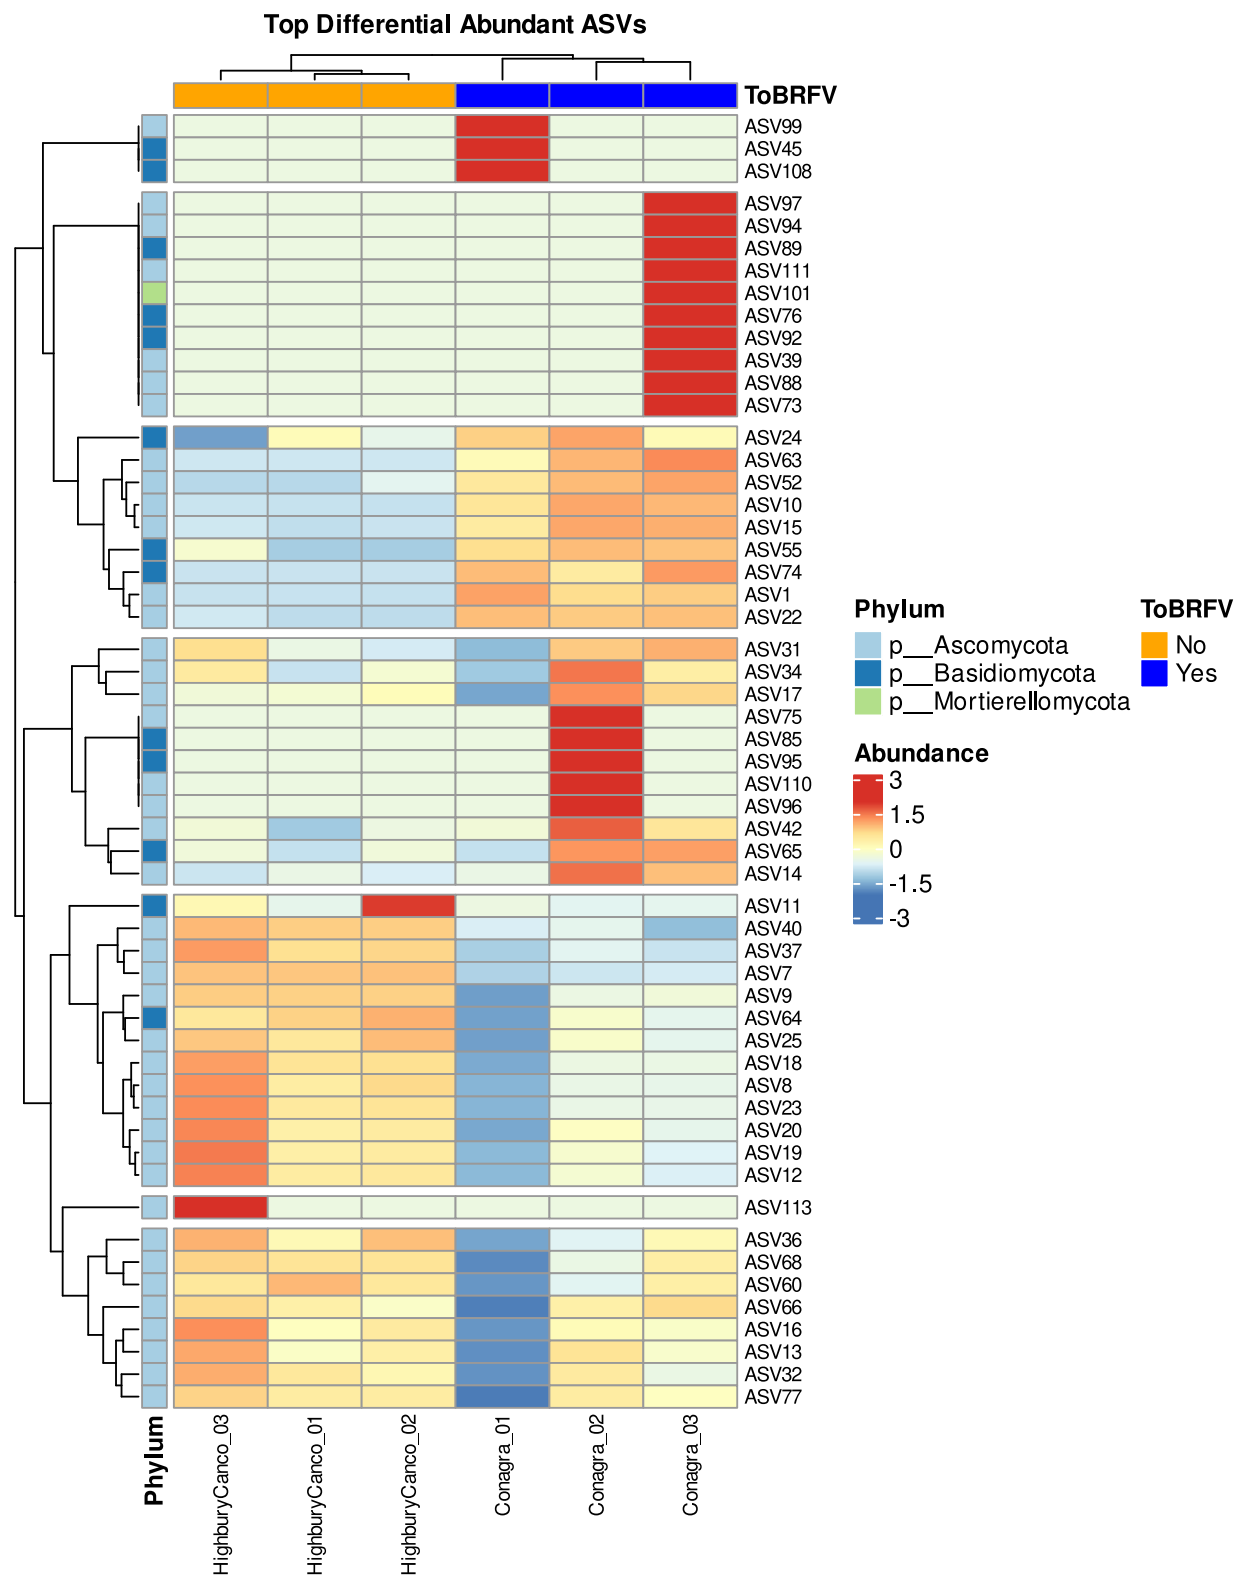 Top Differential Abundant ASVs
ToBRFV
ASV99
ASV45
ASV108
ASV97
ASV94
ASV89
ASV111
ASV101
ASV76
ASV92
ASV39
ASV88
ASV73
ASV24
ASV63
ASV52
ASV10
ASV15
ASV55
ASV74
ASV1
ASV22
ASV31
ASV34
ASV17
ASV75
ASV85
ASV95
ASV110
ASV96
ASV42
ASV65
ASV14
ASV11
ASV40
ASV37
ASV7
ASV9
ASV64
ASV25
ASV18
ASV8
ASV23
ASV20
ASV19
ASV12
ASV113
ASV36
ASV68
ASV60
ASV66
ASV16
ASV13
ASV32
ASV77
Phylum
HighburyCanco_03
HighburyCanco_01
HighburyCanco_02
Conagra_01
Conagra_02
Conagra_03
Phylum
p__Ascomycota
p__Basidiomycota
p__Mortierellomycota
ToBRFV
No
Yes
Abundance
3
1.5
0
-1.5
-3